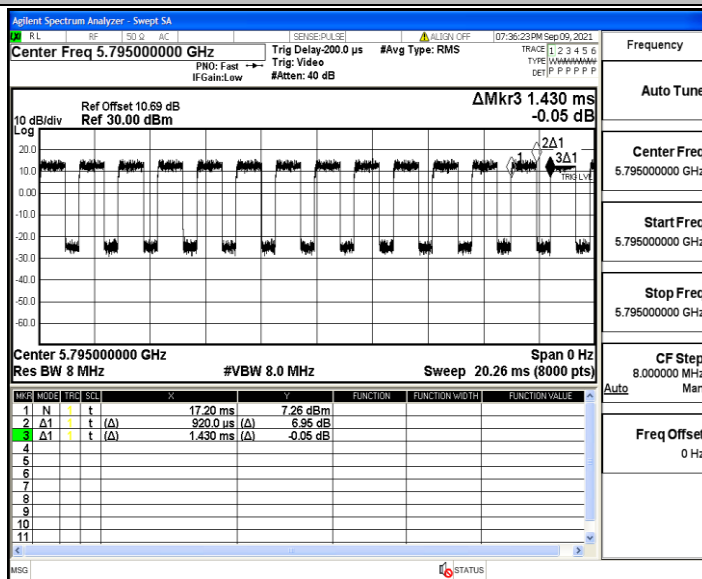 Agilent Spectrum Analyzer - Swept SA
RL RF 50 Ω AC SENSE:PULSE ALIGN OFF 07:36:23 PM Sep 09, 2021
Center Freq 5.795000000 GHz
PNO: Fast
IFGain:Low
Trig Delay-200.0 µs
Trig: Video
#Atten: 40 dB
#Avg Type: RMS
TRACE 1 2 3 4 5 6
TYPE
DET P P P P P P
Ref Offset 10.69 dB
10 dB/div Ref 30.00 dBm
ΔMkr3 1.430 ms
-0.05 dB
Log
20.0
10.0
0.00
-10.0
-20.0
-30.0
-40.0
-50.0
-60.0
2Δ1
1
3Δ1
TRIG LVL
Center 5.795000000 GHz Span 0 Hz
Res BW 8 MHz #VBW 8.0 MHz Sweep 20.26 ms (8000 pts)
MKR MODE TRC SCL X Y FUNCTION FUNCTION WIDTH FUNCTION VALUE
1 N 1 t 17.20 ms 7.26 dBm
2 Δ1 1 t (Δ) 920.0 µs (Δ) 6.95 dB
3 Δ1 1 t (Δ) 1.430 ms (Δ) -0.05 dB
4
5
6
7
8
9
10
11
MSG STATUS
Frequency
Auto Tune
Center Freq
5.795000000 GHz
Start Freq
5.795000000 GHz
Stop Freq
5.795000000 GHz
CF Step
8.000000 MHz
Auto Man
Freq Offset
0 Hz